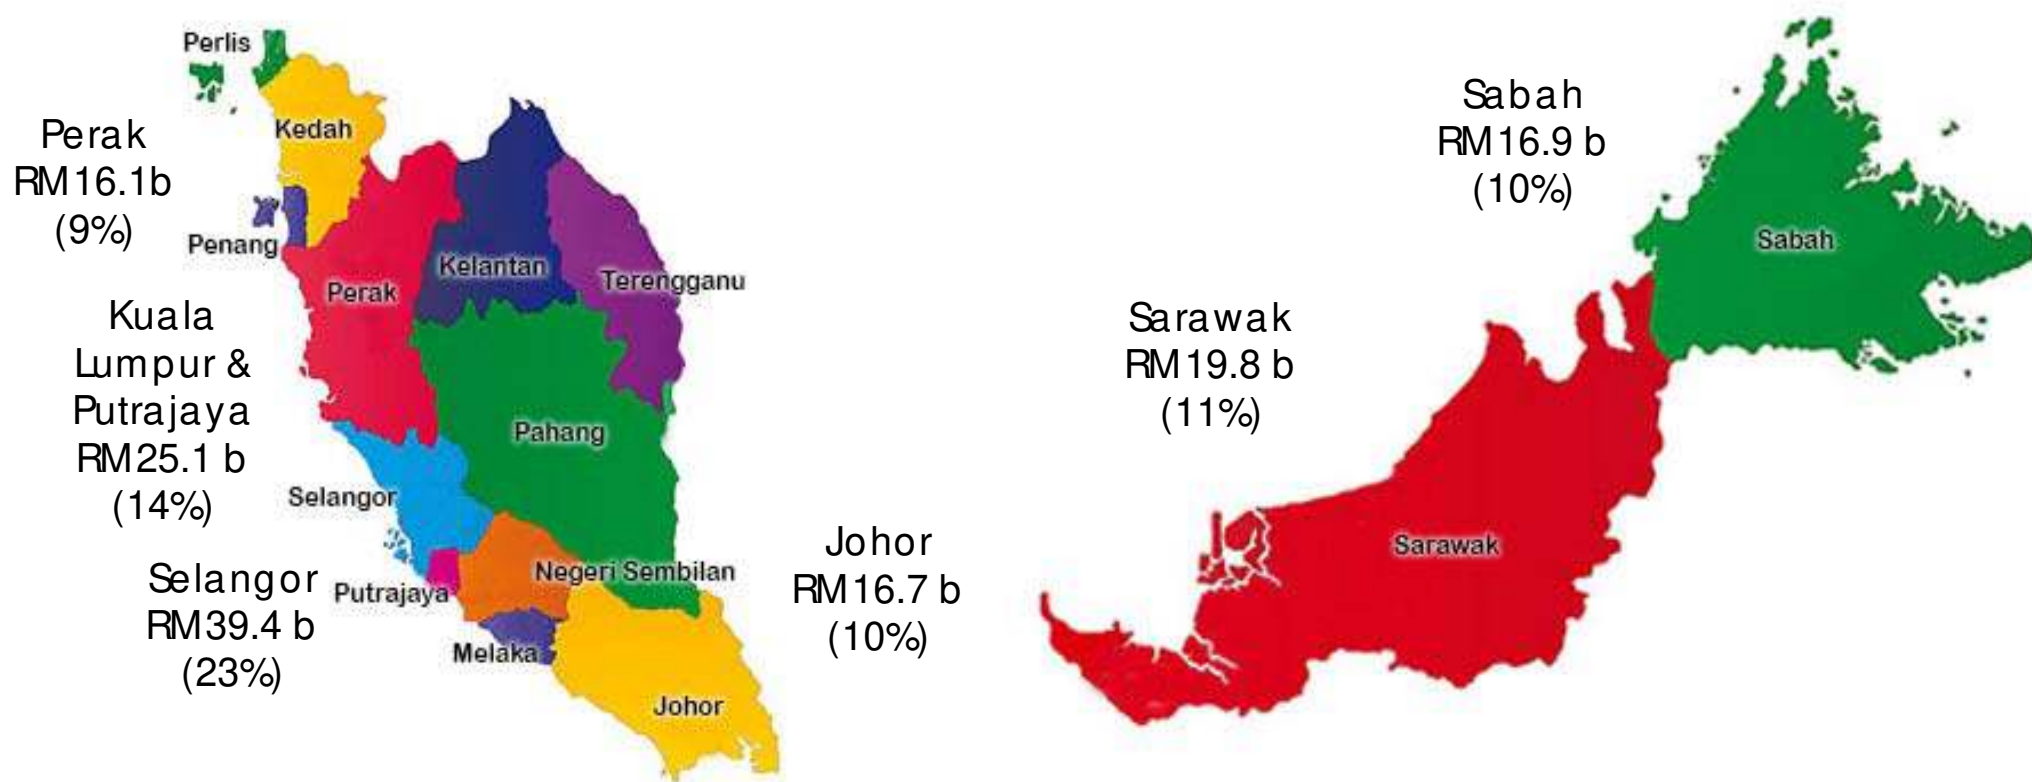 Perlis
Kedah
Perak
RM16.1b
(9%)
Penang
Perak
Kelantan
Terengganu
Kuala
Lumpur &
Putrajaya
RM25.1 b
(14%)
Pahang
Selangor
Selangor
RM39.4 b
(23%)
Putrajaya
Negeri Sembilan
Melaka
Johor
Johor
RM16.7 b
(10%)
Sabah
RM16.9 b
(10%)
Sabah
Sarawak
RM19.8 b
(11%)
Sarawak